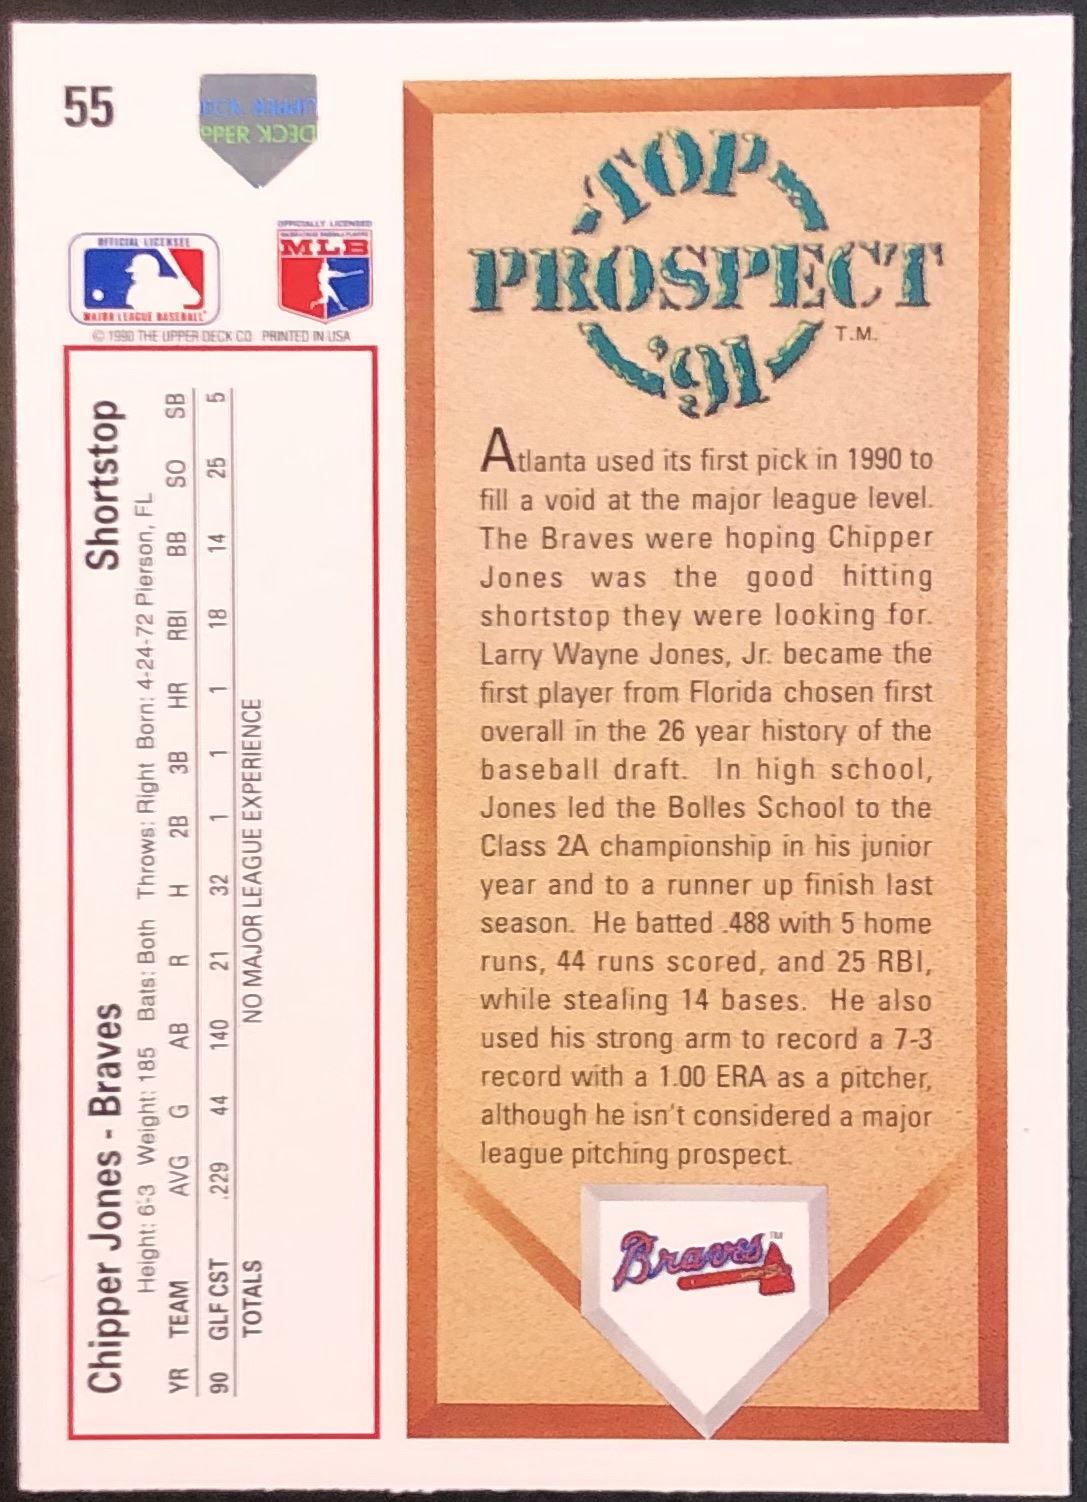 55
DECK UPPER
UPPER DECK
OFFICIAL LICENSEE
MAJOR LEAGUE BASEBALL
OFFICIALLY LICENSED
MLB
© 1990 THE UPPER DECK CO. PRINTED IN USA
Chipper Jones - Braves Shortstop
Height: 6-3 Weight: 185 Bats: Both Throws: Right Born: 4-24-72 Pierson, FL
YR TEAM AVG G AB R H 2B 3B HR RBI BB SO SB
90 GLF CST .229 44 140 21 32 1 1 1 18 14 25 5
TOTALS NO MAJOR LEAGUE EXPERIENCE
TOP
PROSPECT
'91
T.M.
Atlanta used its first pick in 1990 to
fill a void at the major league level.
The Braves were hoping Chipper
Jones was the good hitting
shortstop they were looking for.
Larry Wayne Jones, Jr. became the
first player from Florida chosen first
overall in the 26 year history of the
baseball draft. In high school,
Jones led the Bolles School to the
Class 2A championship in his junior
year and to a runner up finish last
season. He batted .488 with 5 home
runs, 44 runs scored, and 25 RBI,
while stealing 14 bases. He also
used his strong arm to record a 7-3
record with a 1.00 ERA as a pitcher,
although he isn't considered a major
league pitching prospect.
Braves TM